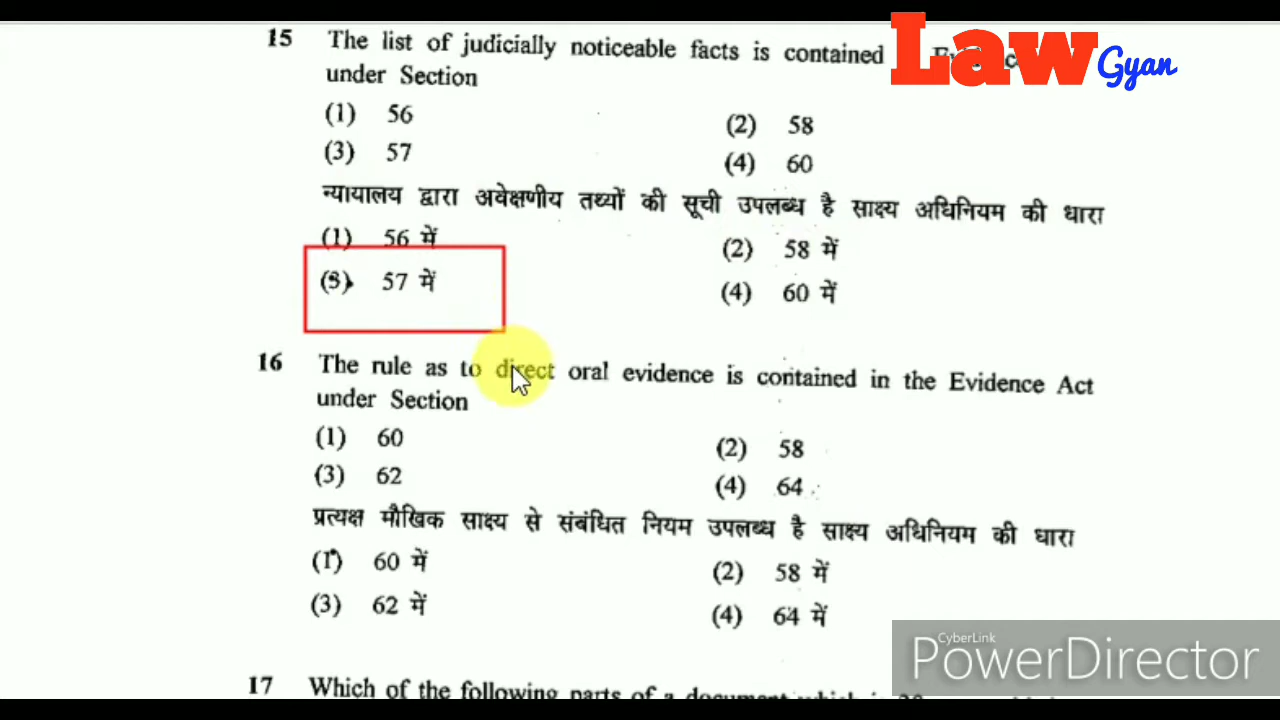 Law
Gyan
15 The list of judicially noticeable facts is contained
under Section
(1) 56
(2) 58
(3) 57
(4) 60
न्यायालय द्वारा अवेक्षणीय तथ्यों की सूची उपलब्ध है साक्ष्य अधिनियम की धारा
(1) 56 में
(2) 58 में
(3) 57 में
(4) 60 में
16 The rule as to direct oral evidence is contained in the Evidence Act
under Section
(1) 60
(2) 58
(3) 62
(4) 64
प्रत्यक्ष मौखिक साक्ष्य से संबंधित नियम उपलब्ध है साक्ष्य अधिनियम की धारा
(1) 60 में
(2) 58 में
(3) 62 में
(4) 64 में
CyberLink
PowerDirector
17 Which of the following parts of a document which is